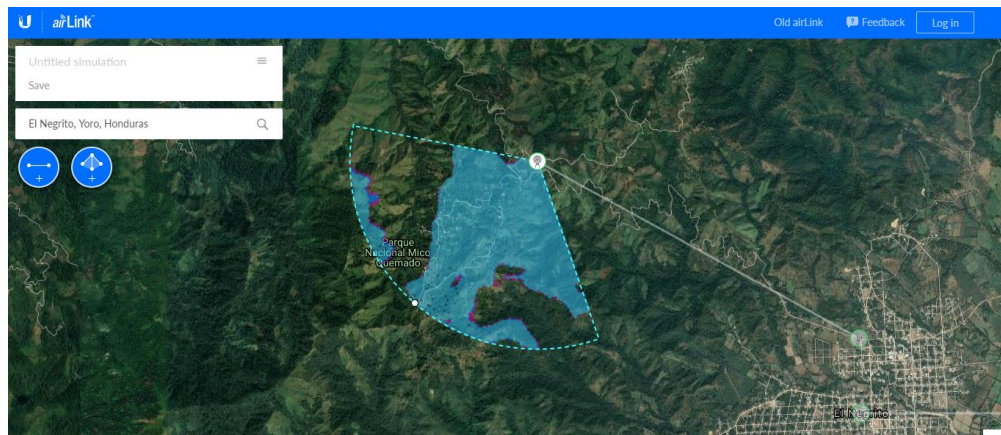 U airLink
Old airLink
Feedback
Log in
Untitled simulation
Save
El Negrito, Yoro, Honduras
+
+
Parque
Nacional Mico
Quemado
El Negrito